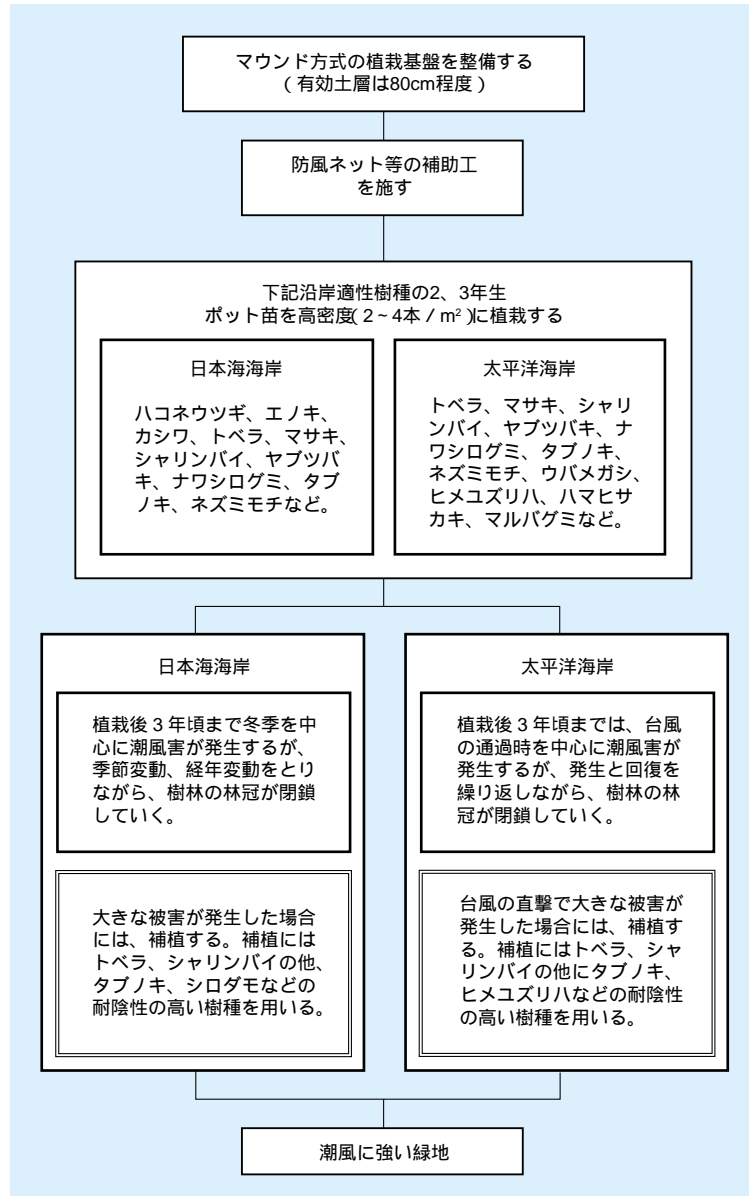 マウンド方式の植栽基盤を整備する
(有効土層は80cm程度)
防風ネット等の補助工
を施す
下記沿岸適性樹種の2、3年生
ポット苗を高密度(2~4本/m²)に植栽する
日本海海岸
ハコネウツギ、エノキ、
カシワ、トベラ、マサキ、
シャリンバイ、ヤブツバ
キ、ナワシログミ、タブ
ノキ、ネズミモチなど。
太平洋海岸
トベラ、マサキ、シャリ
ンバイ、ヤブツバキ、ナ
ワシログミ、タブノキ、
ネズミモチ、ウバメガシ、
ヒメユズリハ、ハマヒサ
カキ、マルバグミなど。
日本海海岸
植栽後3年頃まで冬季を中
心に潮風害が発生するが、
季節変動、経年変動をとり
ながら、樹林の林冠が閉鎖
していく。
大きな被害が発生した場合
には、補植する。補植には
トベラ、シャリンバイの他、
タブノキ、シロダモなどの
耐陰性の高い樹種を用いる。
太平洋海岸
植栽後3年頃までは、台風
の通過時を中心に潮風害が
発生するが、発生と回復を
繰り返しながら、樹林の林
冠が閉鎖していく。
台風の直撃で大きな被害が
発生した場合には、補植す
る。補植にはトベラ、シャ
リンバイの他にタブノキ、
ヒメユズリハなどの耐陰性
の高い樹種を用いる。
潮風に強い緑地